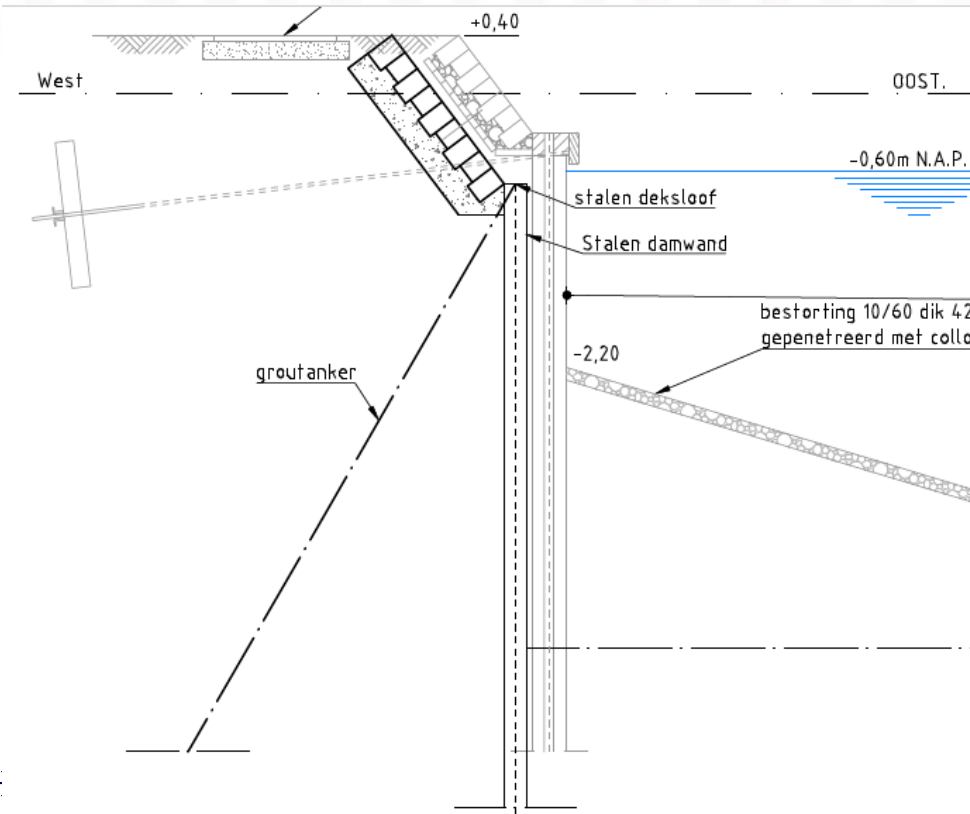 +0,40
West
OOST.
-0,60m N.A.P.
stalen deksloof
Stalen damwand
bestorting 10/60 dik 42
gepenetreerd met collo
-2,20
groutanker